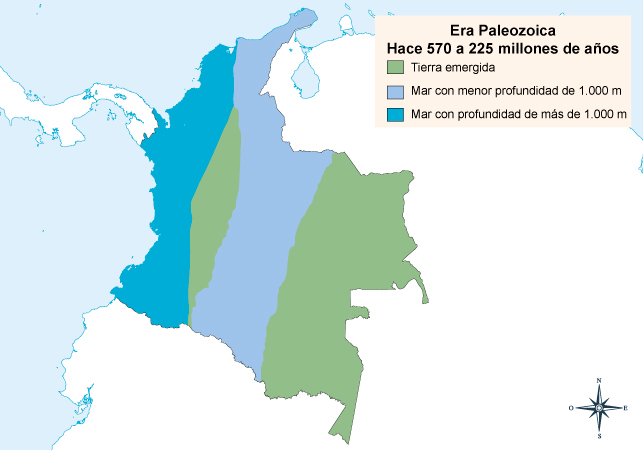 Era Paleozoica
Hace 570 a 225 millones de años
Tierra emergida
Mar con menor profundidad de 1.000 m
Mar con profundidad de más de 1.000 m
N
O E
S